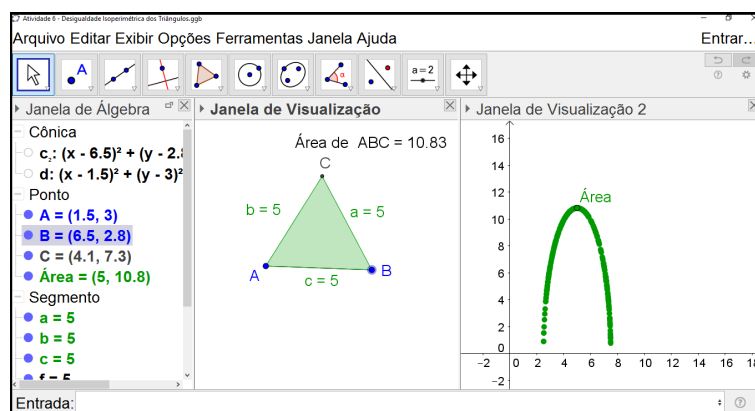 Atividade 6 - Desigualdade Isoperimétrica dos Triângulos.ggb
Arquivo Editar Exibir Opções Ferramentas Janela Ajuda
Entrar...
A
α
a=2
Janela de Álgebra
Cônica
c₂: (x - 6.5)² + (y - 2.8
d: (x - 1.5)² + (y - 3)²
Ponto
A = (1.5, 3)
B = (6.5, 2.8)
C = (4.1, 7.3)
Área = (5, 10.8)
Segmento
a = 5
b = 5
c = 5
f = 5
Janela de Visualização
Área de ABC = 10.83
C
b = 5
a = 5
A
B
c = 5
Janela de Visualização 2
16
14
12
Área
10
8
6
4
2
0
−2 0 2 4 6 8 10 12 14 16 18
−2
Entrada: